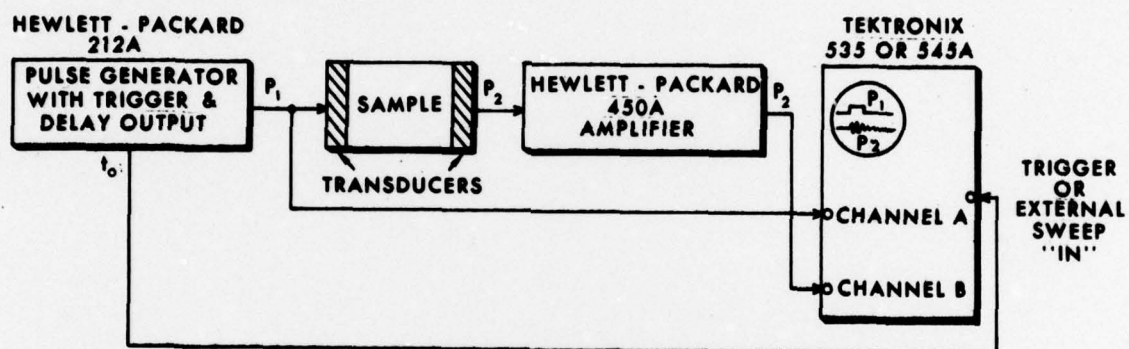 HEWLETT - PACKARD
212A
PULSE GENERATOR
WITH TRIGGER &
DELAY OUTPUT
P1
t0
SAMPLE
TRANSDUCERS
P2
HEWLETT - PACKARD
450A
AMPLIFIER
P2
TEKTRONIX
535 OR 545A
P1
P2
CHANNEL A
CHANNEL B
TRIGGER
OR
EXTERNAL
SWEEP
"IN"